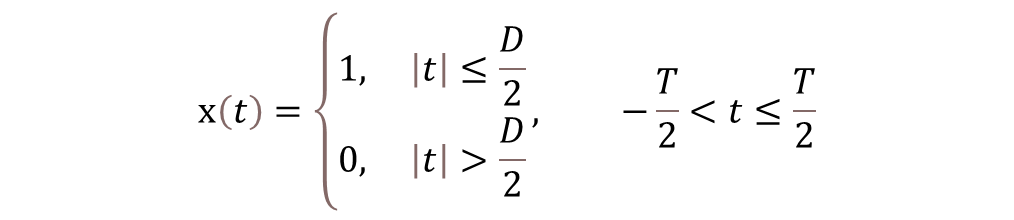 x(t) = { 1, |t| ≤ D/2
0, |t| > D/2 , −T/2 < t ≤ T/2